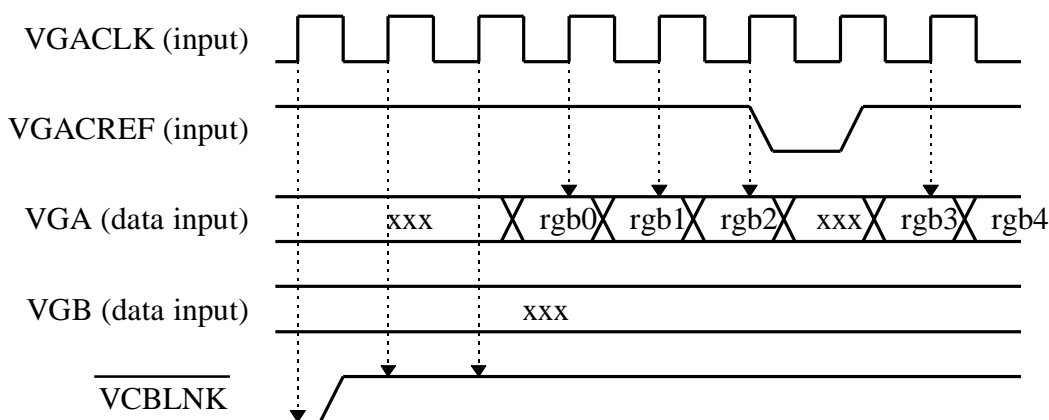 VGACLK (input)
VGACREF (input)
VGA (data input) xxx rgb0 rgb1 rgb2 xxx rgb3 rgb4
VGB (data input) xxx
VCBLNK